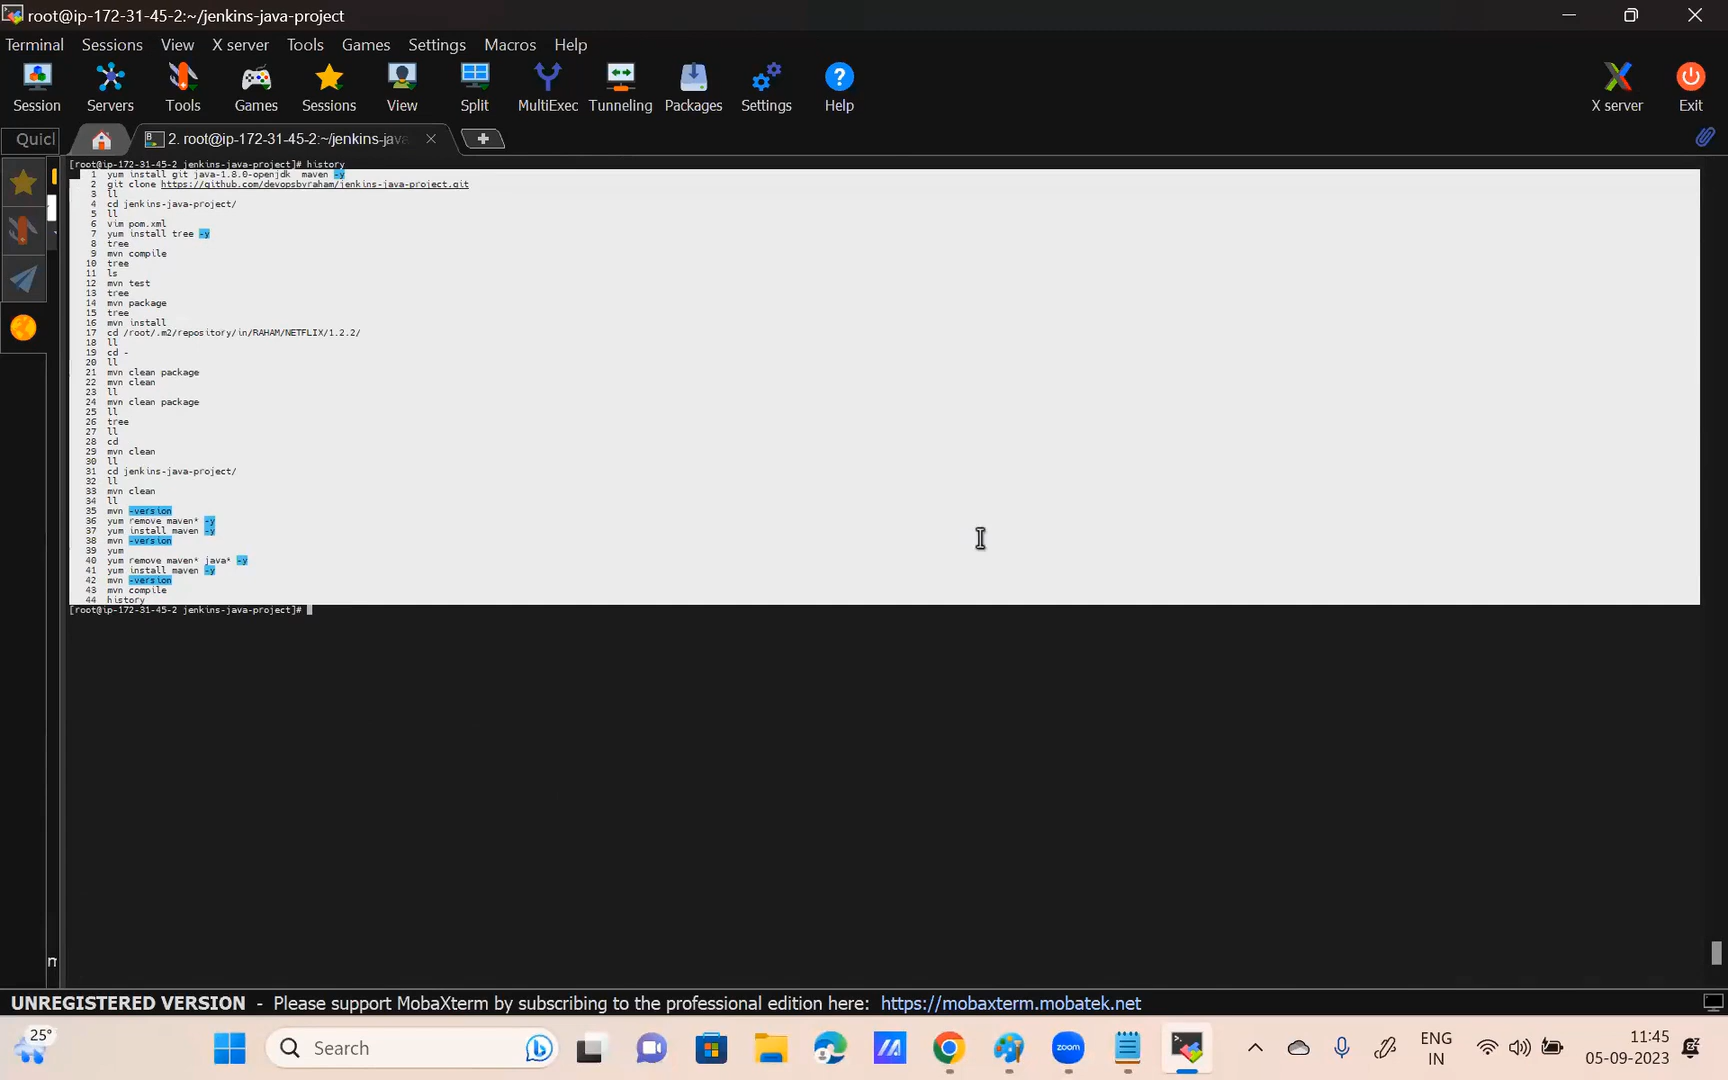 root@ip-172-31-45-2:~/jenkins-java-project
Terminal Sessions View X server Tools Games Settings Macros Help
Session Servers Tools Games Sessions View Split MultiExec Tunneling Packages Settings Help X server Exit
Quicl
2. root@ip-172-31-45-2:~/jenkins-java
[root@ip-172-31-45-2 jenkins-java-project]# history
1 yum install git java-1.8.0-openjdk maven -y
2 git clone https://github.com/devopsbyraham/jenkins-java-project.git
3 ll
4 cd jenkins-java-project/
5 ll
6 vim pom.xml
7 yum install tree -y
8 tree
9 mvn compile
10 tree
11 ls
12 mvn test
13 tree
14 mvn package
15 tree
16 mvn install
17 cd /root/.m2/repository/in/RAHAM/NETFLIX/1.2.2/
18 ll
19 cd -
20 ll
21 mvn clean package
22 mvn clean
23 ll
24 mvn clean package
25 ll
26 tree
27 ll
28 cd
29 mvn clean
30 ll
31 cd jenkins-java-project/
32 ll
33 mvn clean
34 ll
35 mvn -version
36 yum remove maven* -y
37 yum install maven -y
38 mvn -version
39 yum
40 yum remove maven* java* -y
41 yum install maven -y
42 mvn -version
43 mvn compile
44 history
[root@ip-172-31-45-2 jenkins-java-project]#
UNREGISTERED VERSION - Please support MobaXterm by subscribing to the professional edition here: https://mobaxterm.mobatek.net
25°
Search
zoom
ENG
IN
11:45
05-09-2023